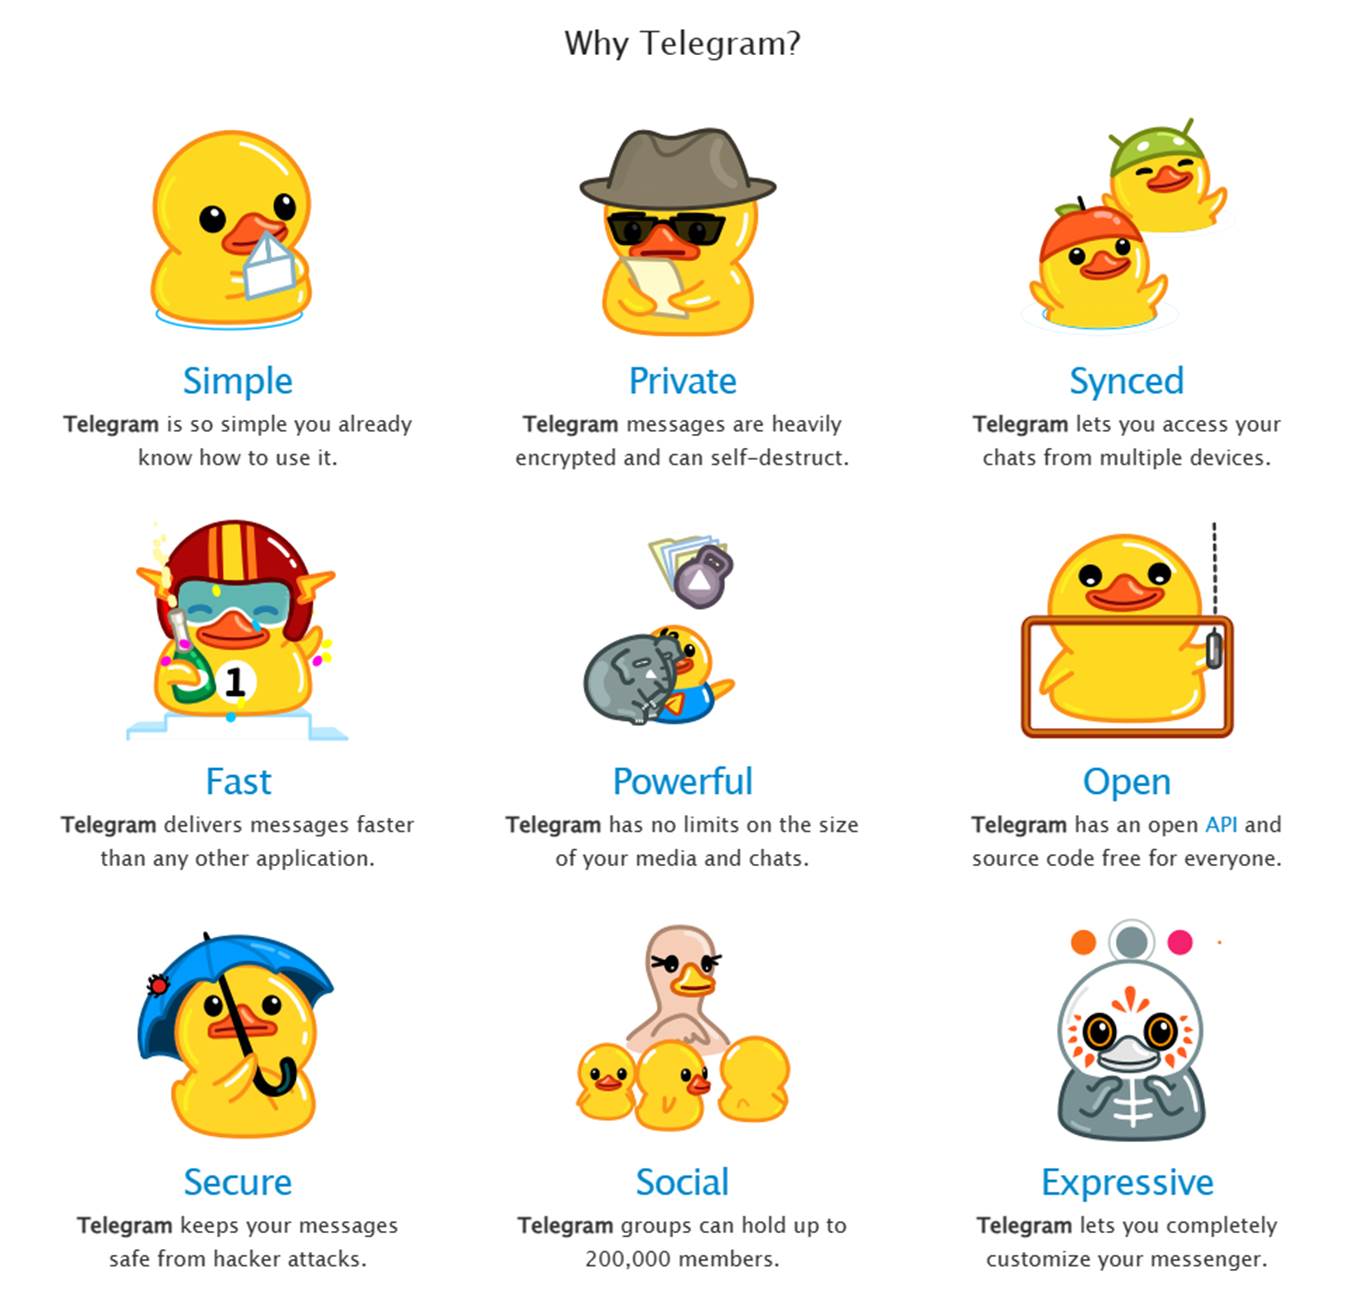 Why Telegram?
Simple
Telegram is so simple you already
know how to use it.
Private
Telegram messages are heavily
encrypted and can self-destruct.
Synced
Telegram lets you access your
chats from multiple devices.
1
Fast
Telegram delivers messages faster
than any other application.
Powerful
Telegram has no limits on the size
of your media and chats.
Open
Telegram has an open API and
source code free for everyone.
Secure
Telegram keeps your messages
safe from hacker attacks.
Social
Telegram groups can hold up to
200,000 members.
Expressive
Telegram lets you completely
customize your messenger.